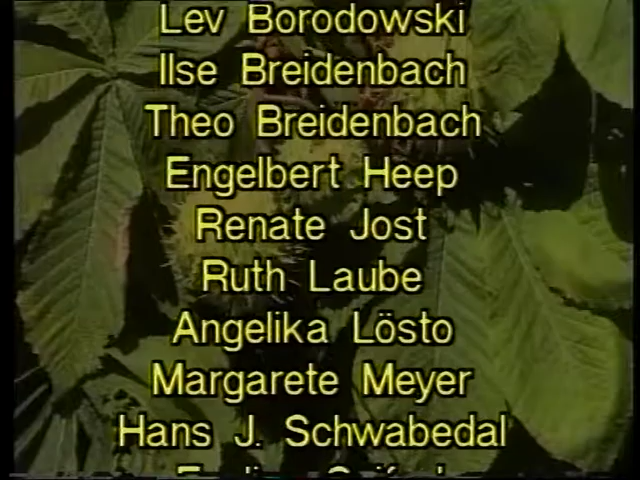 Lev Borodowski
Ilse Breidenbach
Theo Breidenbach
Engelbert Heep
Renate Jost
Ruth Laube
Angelika Lösto
Margarete Meyer
Hans J. Schwabedal